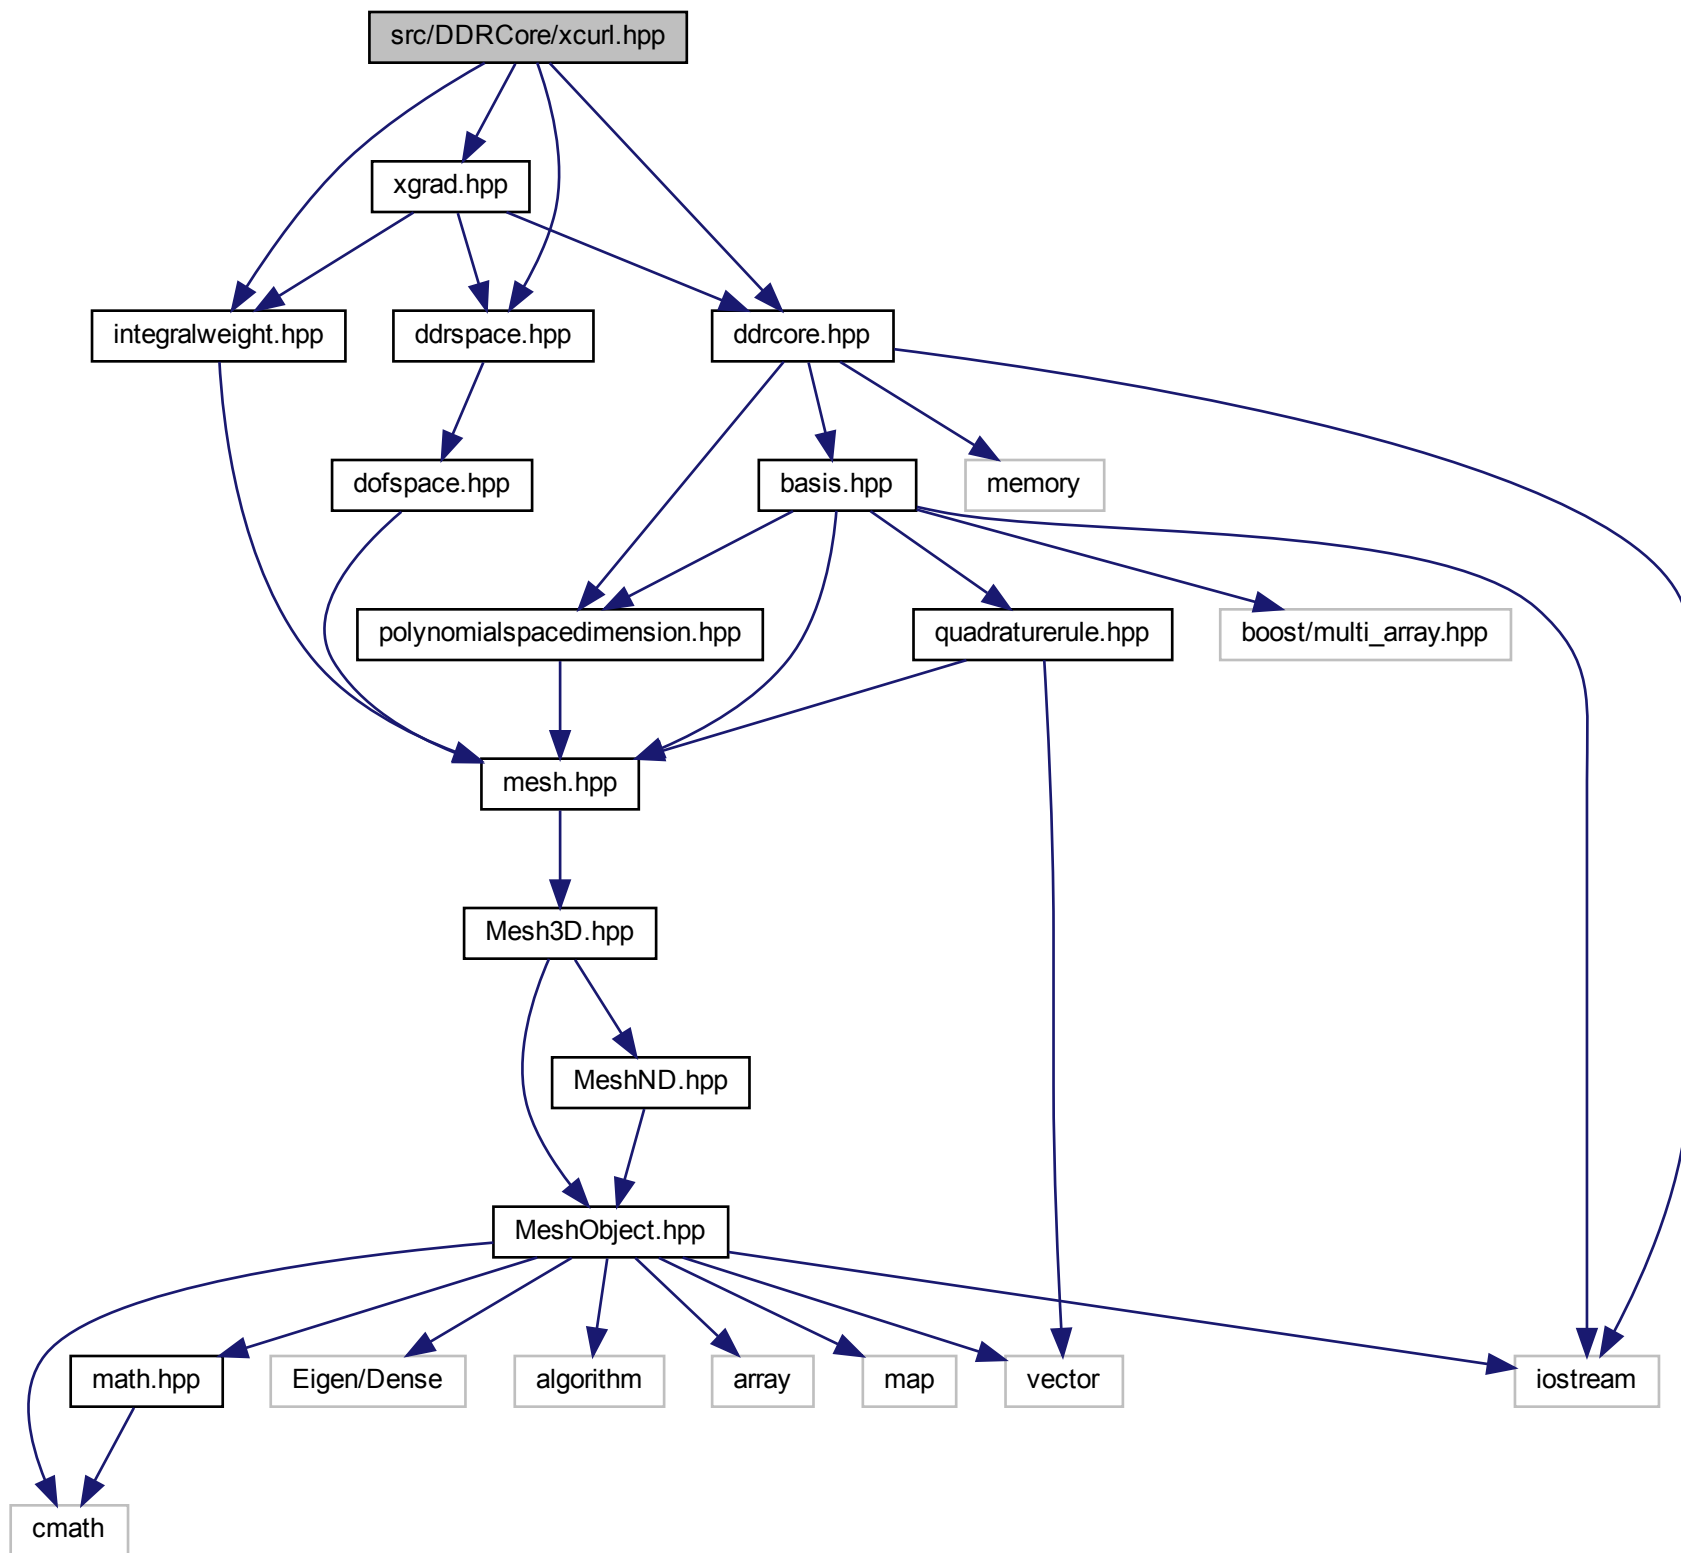 src/DDRCore/xcurl.hpp
xgrad.hpp
integralweight.hpp
ddrspace.hpp
ddrcore.hpp
dofspace.hpp
basis.hpp
memory
polynomialspacedimension.hpp
quadraturerule.hpp
boost/multi_array.hpp
mesh.hpp
Mesh3D.hpp
MeshND.hpp
MeshObject.hpp
math.hpp
Eigen/Dense
algorithm
array
map
vector
iostream
cmath